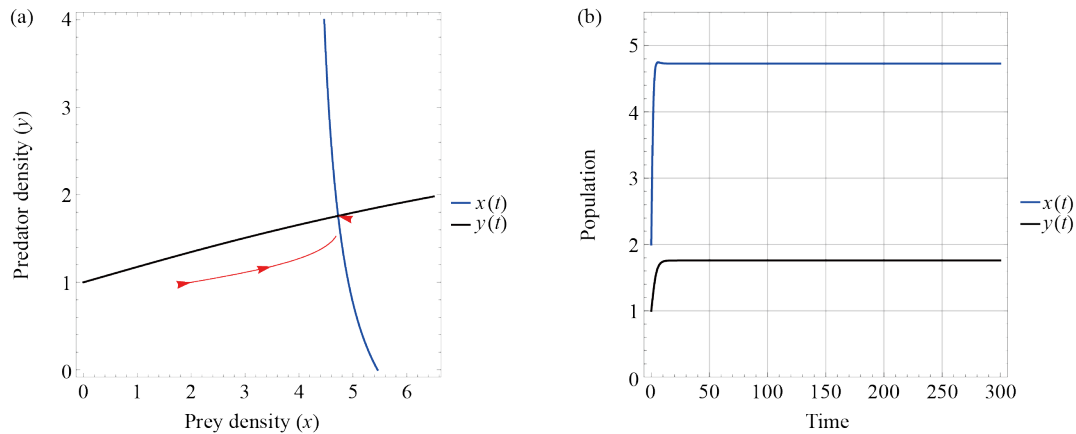 (a)
4
3
2
1
0
0 1 2 3 4 5 6
Predator density (y)
Prey density (x)
x(t)
y(t)
(b)
5
4
3
2
1
0
0 50 100 150 200 250 300
Population
Time
x(t)
y(t)